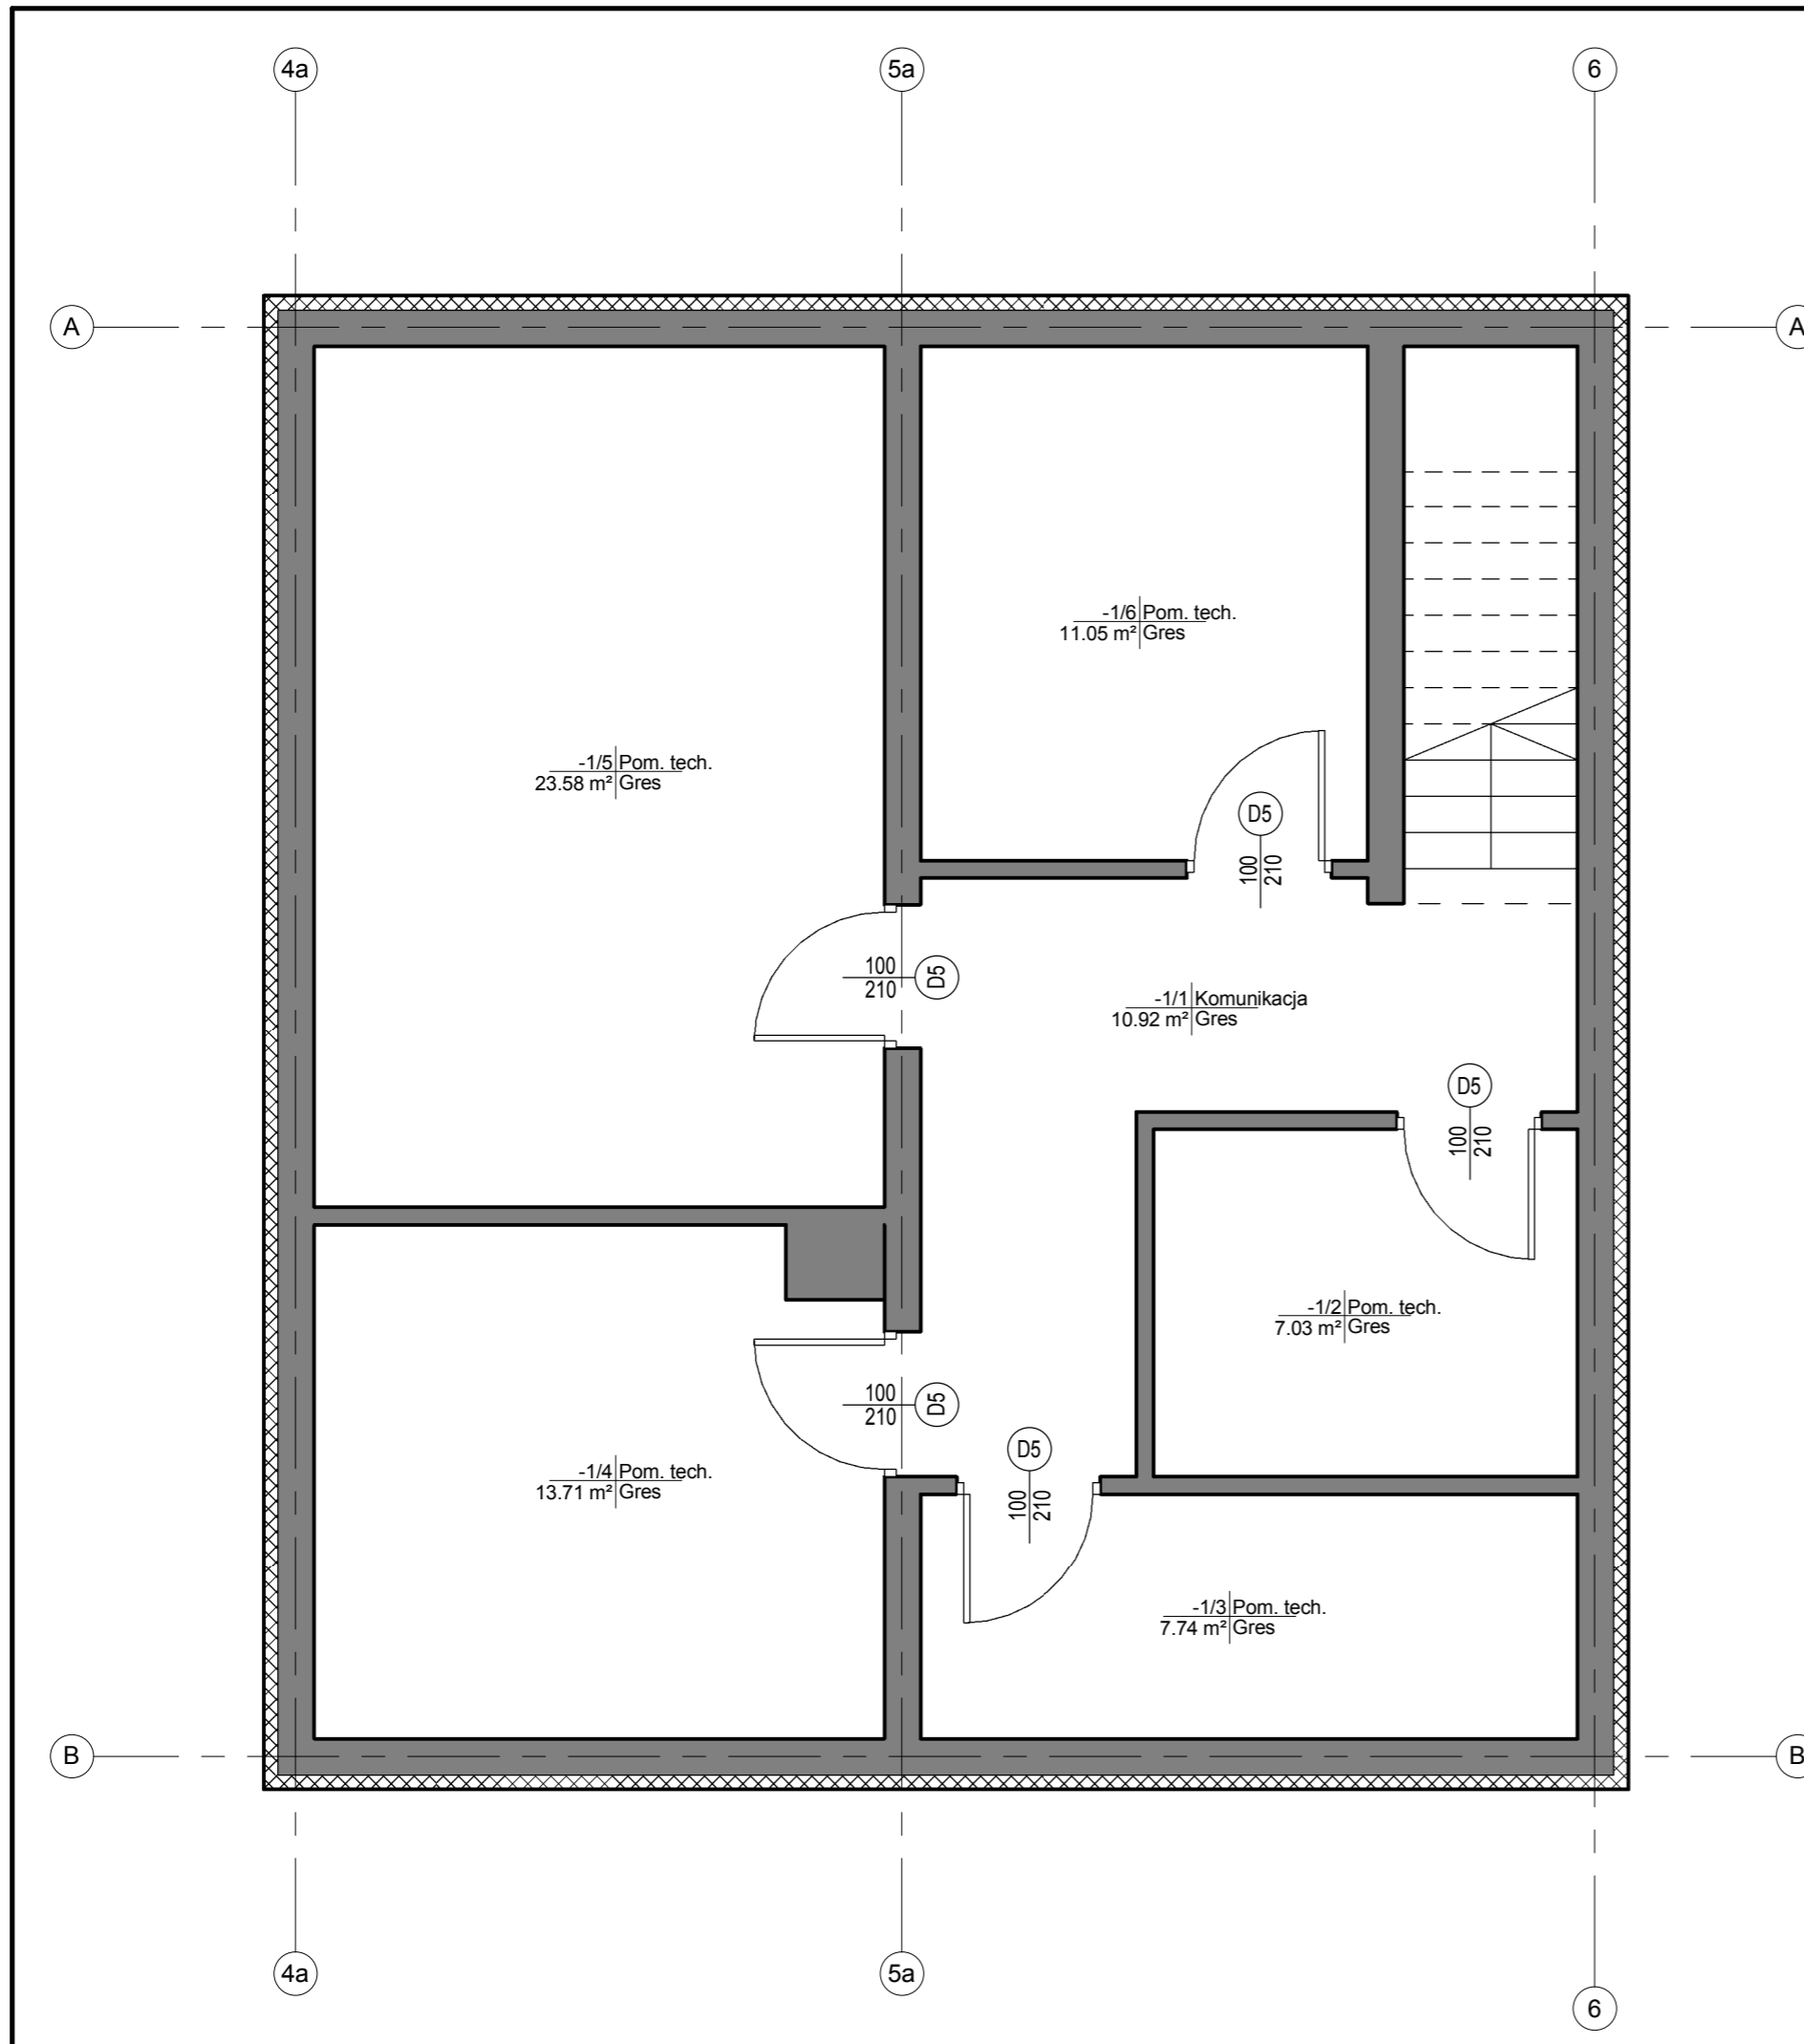 4a
5a
6
A
A
-1/6 Pom. tech.
11.05 m² Gres
-1/5 Pom. tech.
23.58 m² Gres
D5
100
210
100
210
D5
-1/1 Komunikacja
10.92 m² Gres
D5
100
210
-1/2 Pom. tech.
7.03 m² Gres
100
210
D5
D5
100
210
-1/4 Pom. tech.
13.71 m² Gres
-1/3 Pom. tech.
7.74 m² Gres
B
B
4a
5a
6